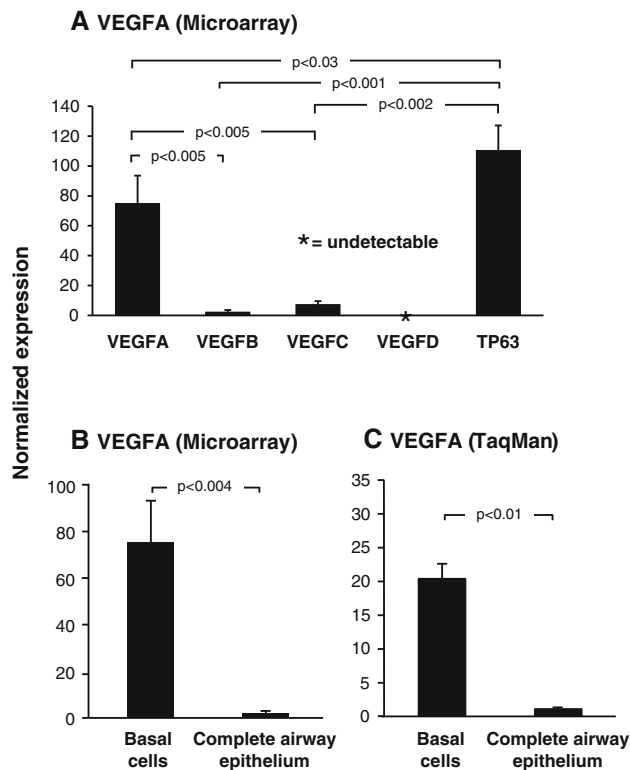 A VEGFA (Microarray)
p<0.03
p<0.001
p<0.002
p<0.005
p<0.005
140
120
100
80
60
40
20
0
*= undetectable
*
VEGFA VEGFB VEGFC VEGFD TP63
Normalized expression
B VEGFA (Microarray)
100
80
60
40
20
0
p<0.004
Basal cells
Complete airway epithelium
C VEGFA (TaqMan)
35
30
25
20
15
10
5
0
p<0.01
Basal cells
Complete airway epithelium